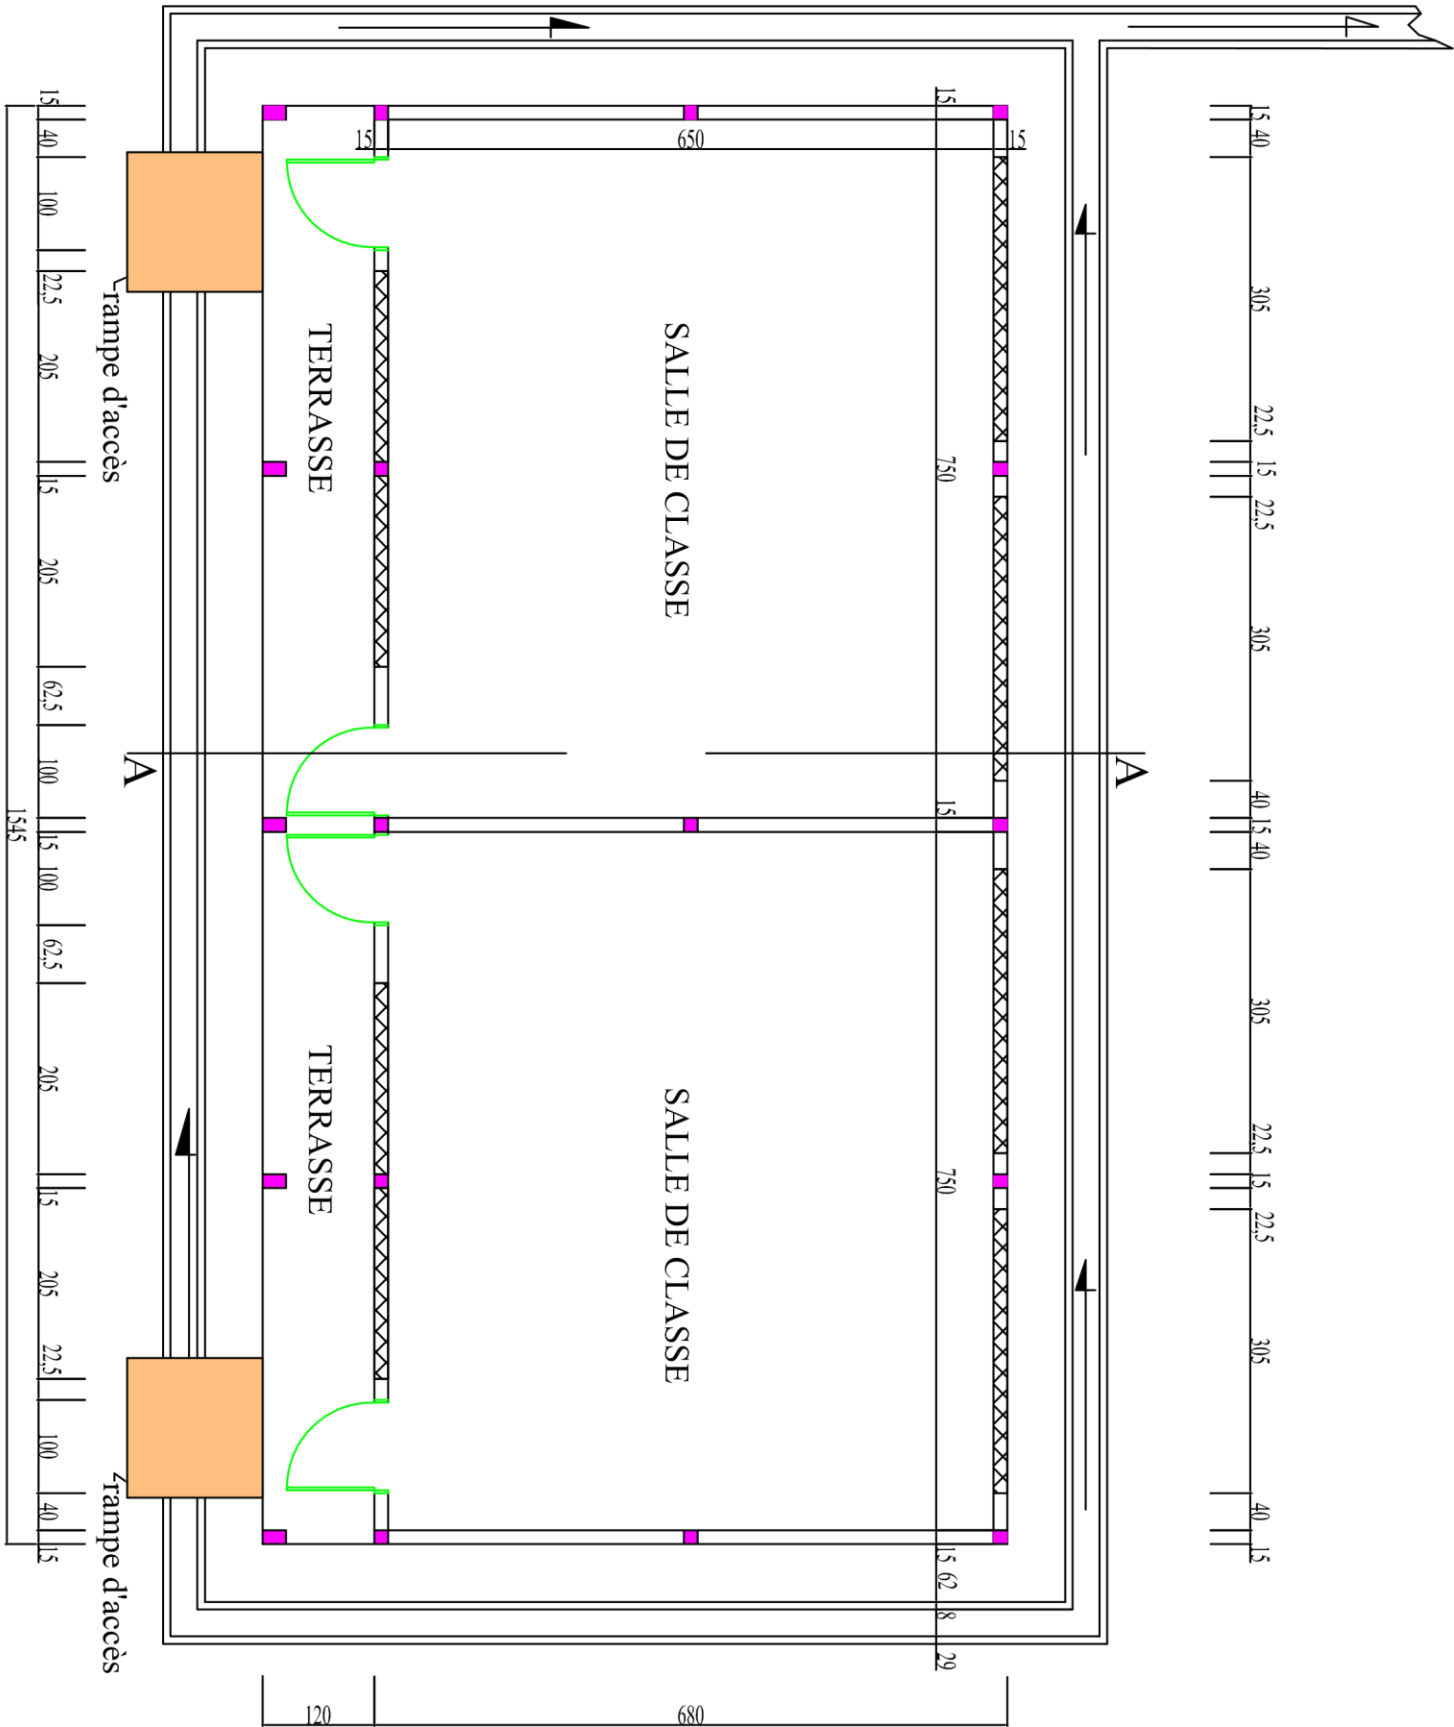 15 40 305 22,5 15 22,5 305 40 15 40 305 22,5 15 22,5 305 40 15
A
15 750 15 750 15 62 8 29
15 650 15
SALLE DE CLASSE SALLE DE CLASSE
680
TERRASSE TERRASSE
120
A
rampe d'accès rampe d'accès
15 40 100 22,5 205 15 205 62,5 100 15 100 62,5 205 15 205 22,5 100 40 15
1545